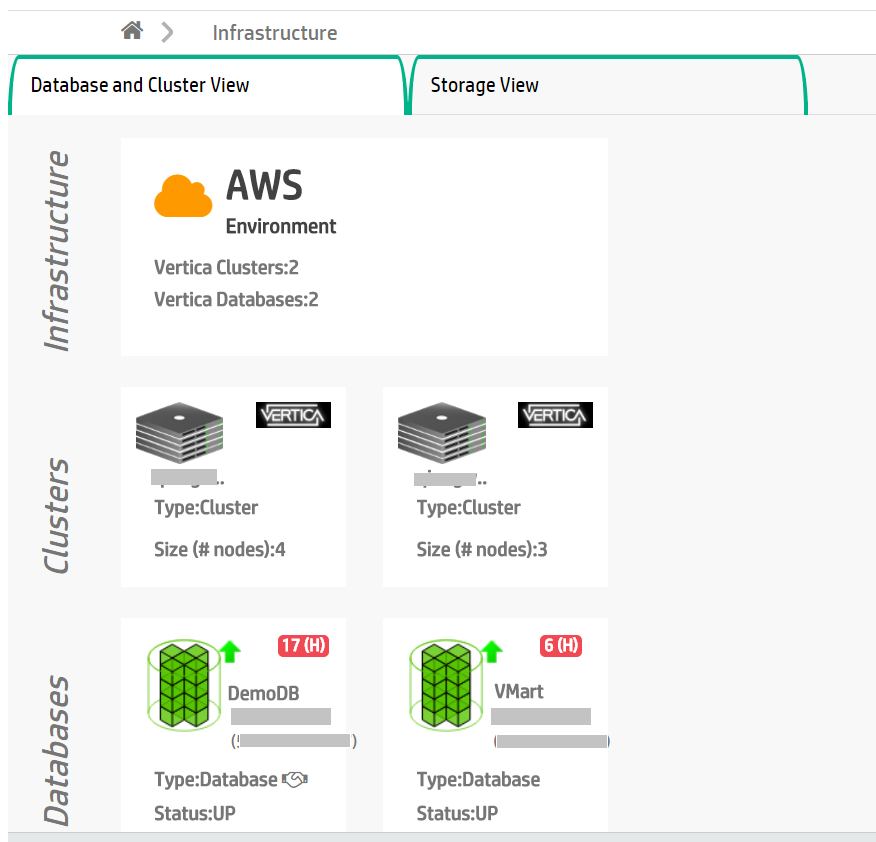 Infrastructure
Database and Cluster View
Storage View
Infrastructure
AWS
Environment
Vertica Clusters:2
Vertica Databases:2
Clusters
VERTICA
Type:Cluster
Size (# nodes):4
VERTICA
Type:Cluster
Size (# nodes):3
Databases
17 (H)
DemoDB
Type:Database
Status:UP
6 (H)
VMart
Type:Database
Status:UP